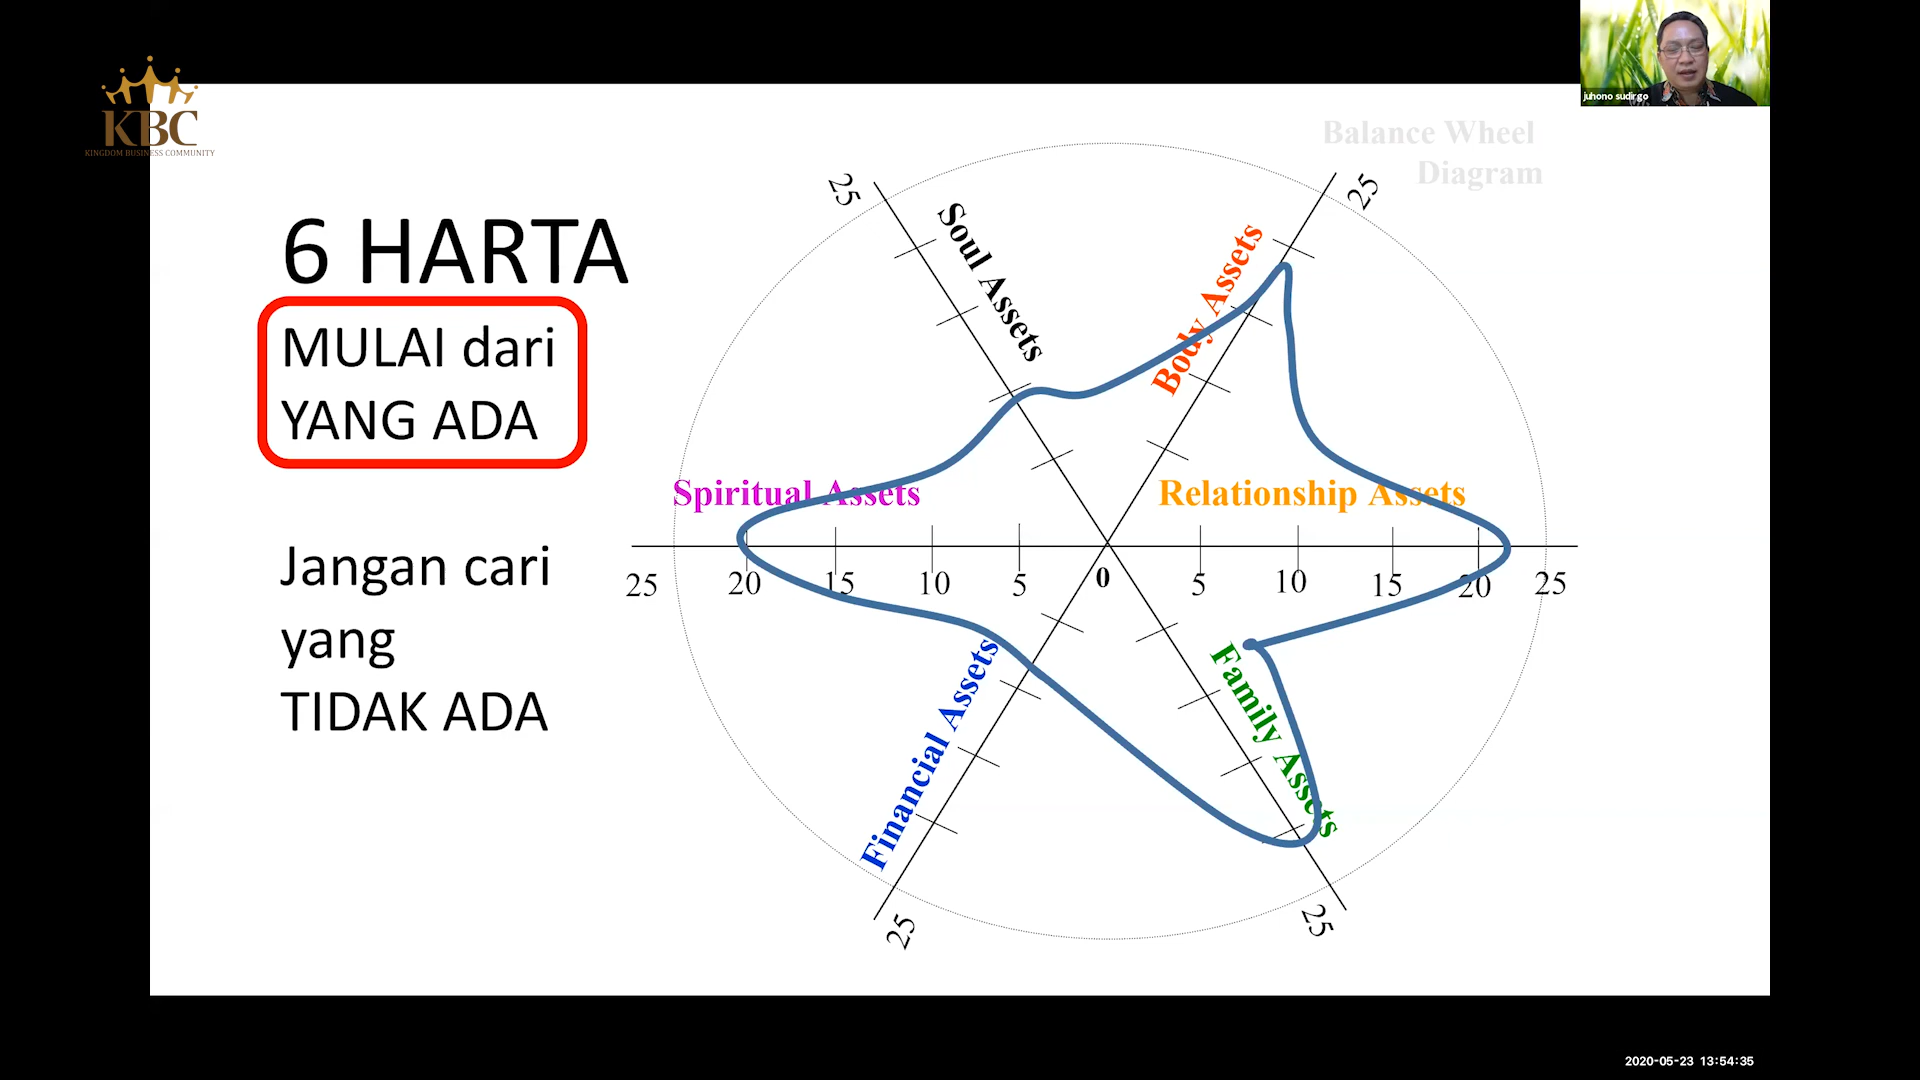 KBC
KINGDOM BUSINESS COMMUNITY
juhono sudirgo
Balance Wheel
Diagram
6 HARTA
MULAI dari
YANG ADA
Jangan cari
yang
TIDAK ADA
25
Soul Assets
25
Body Assets
Spiritual Assets
Relationship Assets
25 20 15 10 5 0 5 10 15 20 25
Financial Assets
25
Family Assets
25
2020-05-23 13:54:35